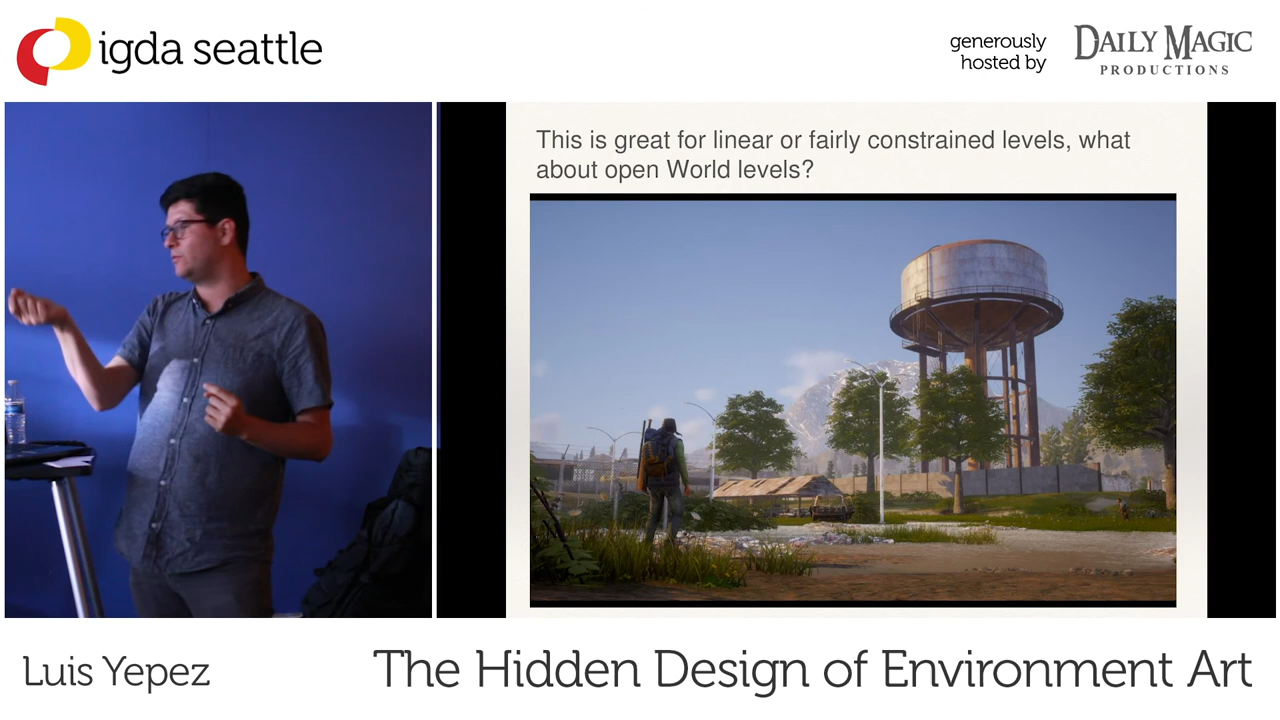 igda seattle
generously
hosted by
DAILY MAGIC
PRODUCTIONS
This is great for linear or fairly constrained levels, what
about open World levels?
Luis Yepez
The Hidden Design of Environment Art